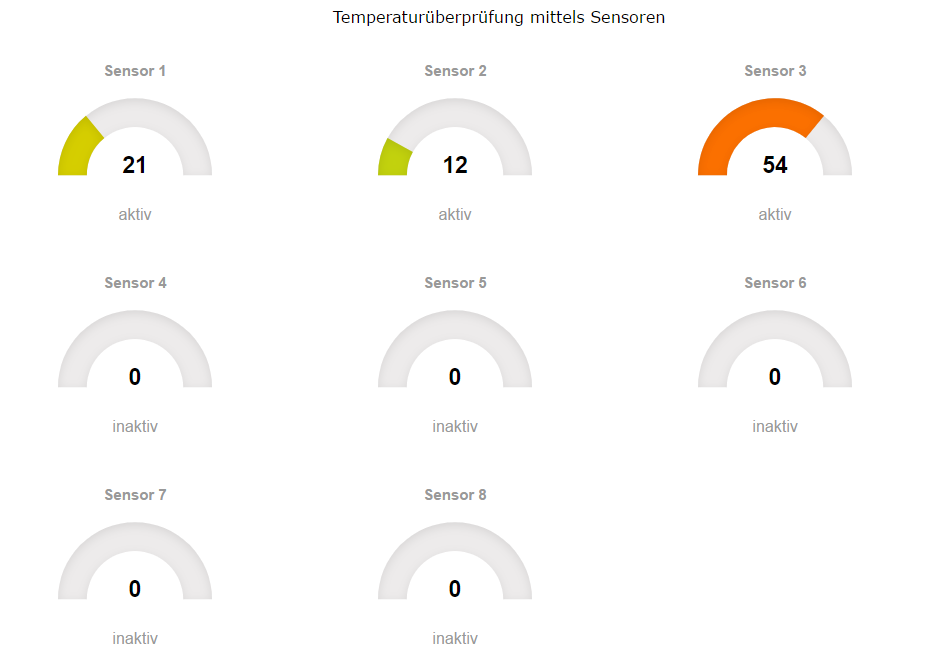 Temperaturüberprüfung mittels Sensoren
Sensor 1
21
aktiv
Sensor 2
12
aktiv
Sensor 3
54
aktiv
Sensor 4
0
inaktiv
Sensor 5
0
inaktiv
Sensor 6
0
inaktiv
Sensor 7
0
inaktiv
Sensor 8
0
inaktiv